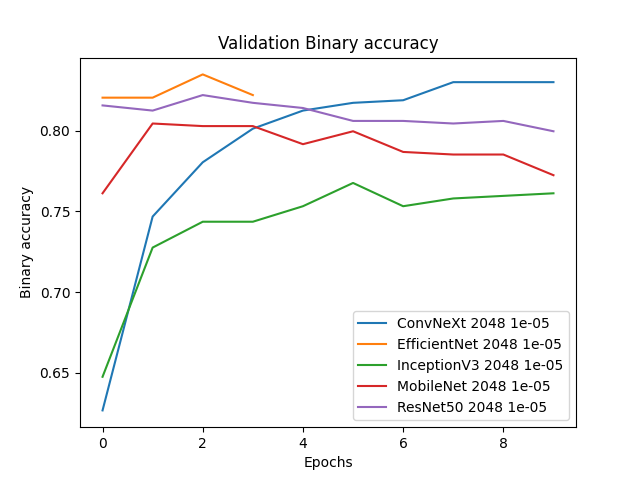 Validation Binary accuracy
Binary accuracy
0.80
0.75
0.70
0.65
ConvNeXt 2048 1e-05
EfficientNet 2048 1e-05
InceptionV3 2048 1e-05
MobileNet 2048 1e-05
ResNet50 2048 1e-05
0 2 4 6 8
Epochs